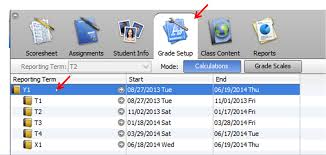 Scoresheet Assignments Student Info Grade Setup Class Content Reports
Reporting Term: T2 Mode: Calculations Grade Scales
Reporting Term Start End
Y1 08/27/2013 Tue 06/19/2014 Thu
T1 08/27/2013 Tue 11/01/2013 Fri
T2 11/02/2013 Sat 01/17/2014 Fri
T3 01/18/2014 Sat 03/28/2014 Fri
T4 03/29/2014 Sat 06/17/2014 Tue
X1 06/18/2014 Wed 06/19/2014 Thu